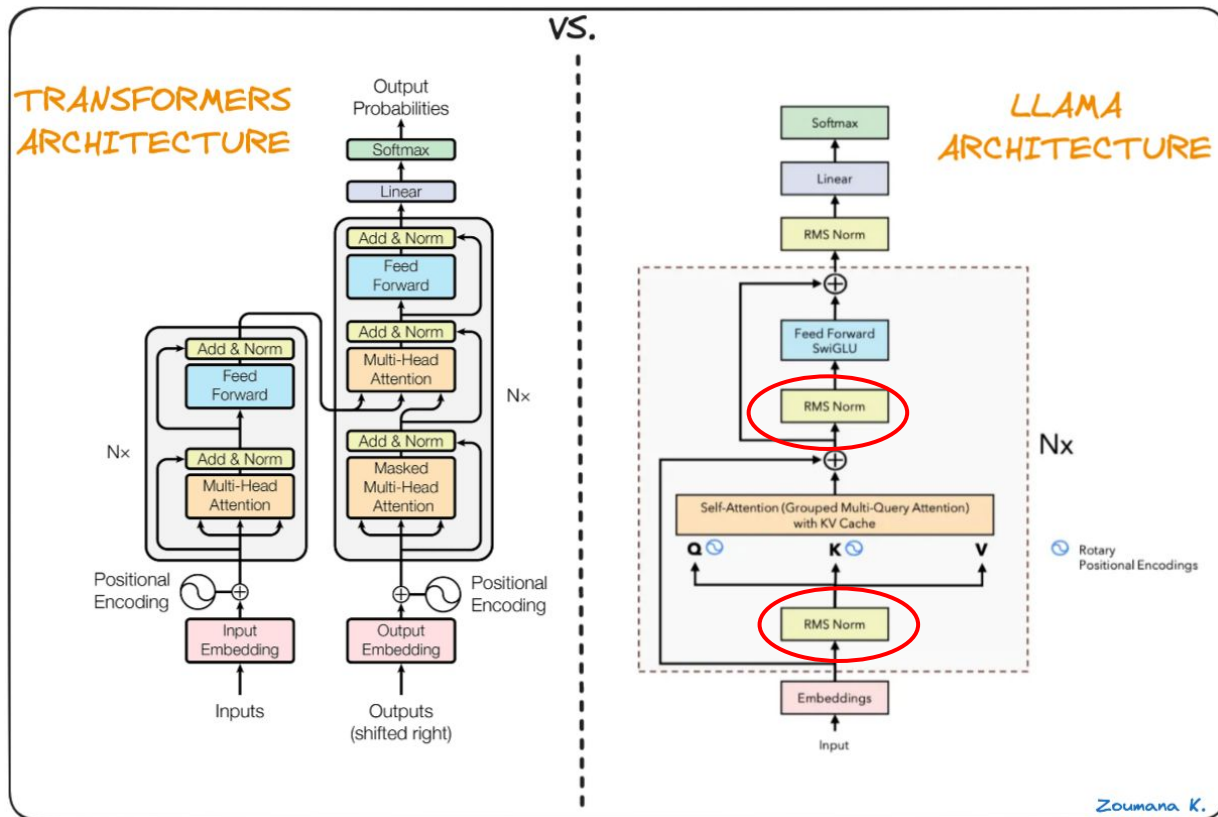 VS.
TRANSFORMERS
ARCHITECTURE
Output
Probabilities
Softmax
Linear
Add & Norm
Feed
Forward
Add & Norm
Multi-Head
Attention
Nx
Add & Norm
Masked
Multi-Head
Attention
Add & Norm
Feed
Forward
Nx
Add & Norm
Multi-Head
Attention
Positional
Encoding
Positional
Encoding
Input
Embedding
Output
Embedding
Inputs
Outputs
(shifted right)
LLAMA
ARCHITECTURE
Softmax
Linear
RMS Norm
Feed Forward
SwiGLU
RMS Norm
Nx
Self-Attention (Grouped Multi-Query Attention)
with KV Cache
Q
K
V
Rotary
Positional Encodings
RMS Norm
Embeddings
Input
Zoumana K.